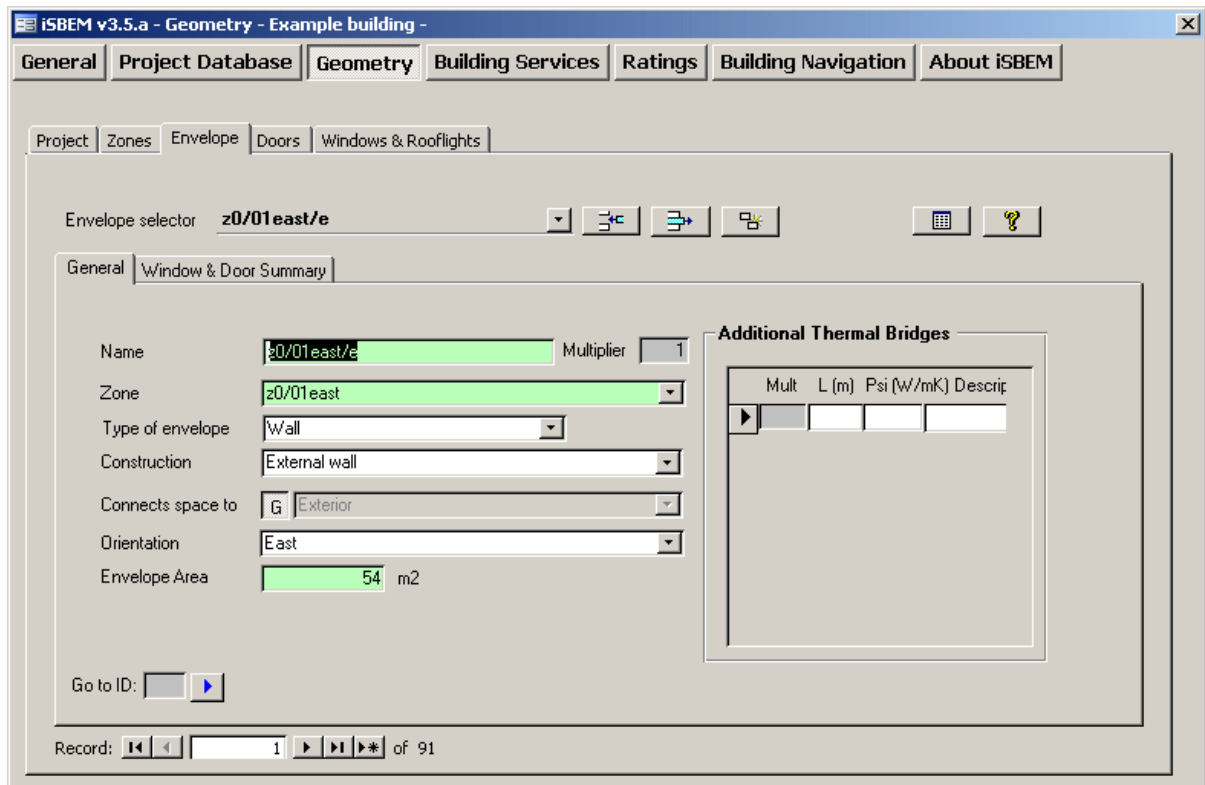 iSBEM v3.5.a - Geometry - Example building -
General Project Database Geometry Building Services Ratings Building Navigation About iSBEM
Project Zones Envelope Doors Windows & Rooflights
Envelope selector z0/01east/e
General Window & Door Summary
Name z0/01east/e Multiplier 1
Zone z0/01east
Type of envelope Wall
Construction External wall
Connects space to G Exterior
Orientation East
Envelope Area 54 m2
Additional Thermal Bridges
Mult L (m) Psi (W/mK) Descrip
Go to ID:
Record: 1 of 91